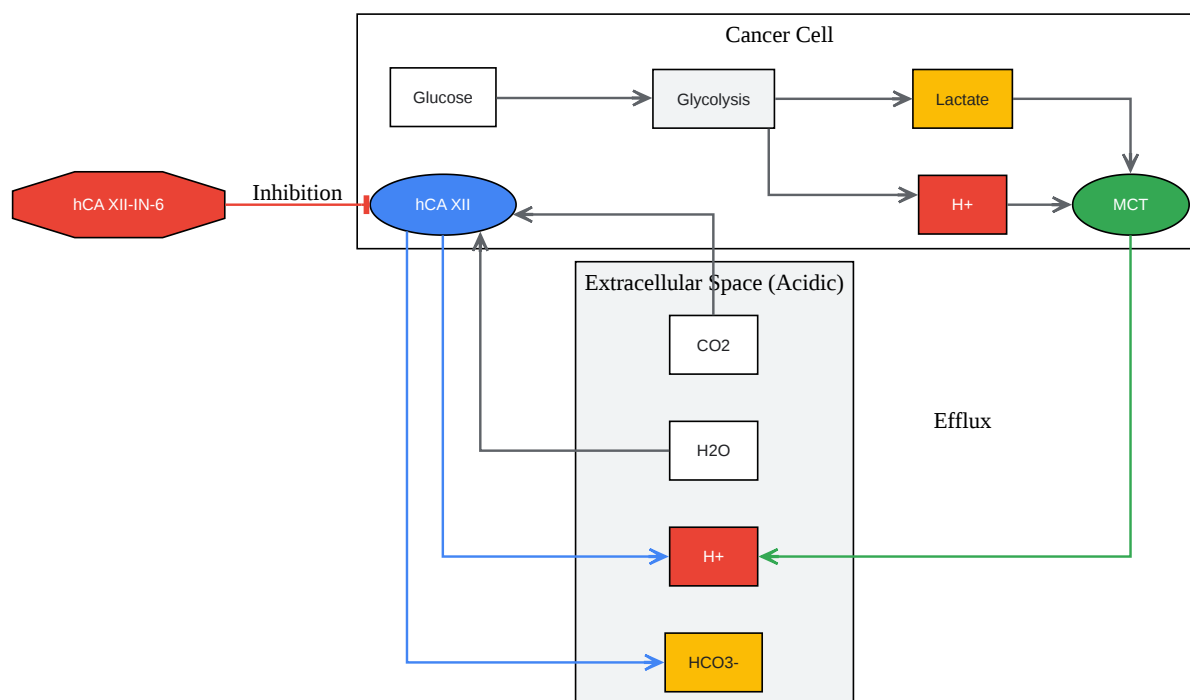 Cancer Cell
Glucose
Glycolysis
Lactate
hCA XII-IN-6
Inhibition
hCA XII
H+
MCT
Extracellular Space (Acidic)
CO2
Efflux
H2O
H+
HCO3-